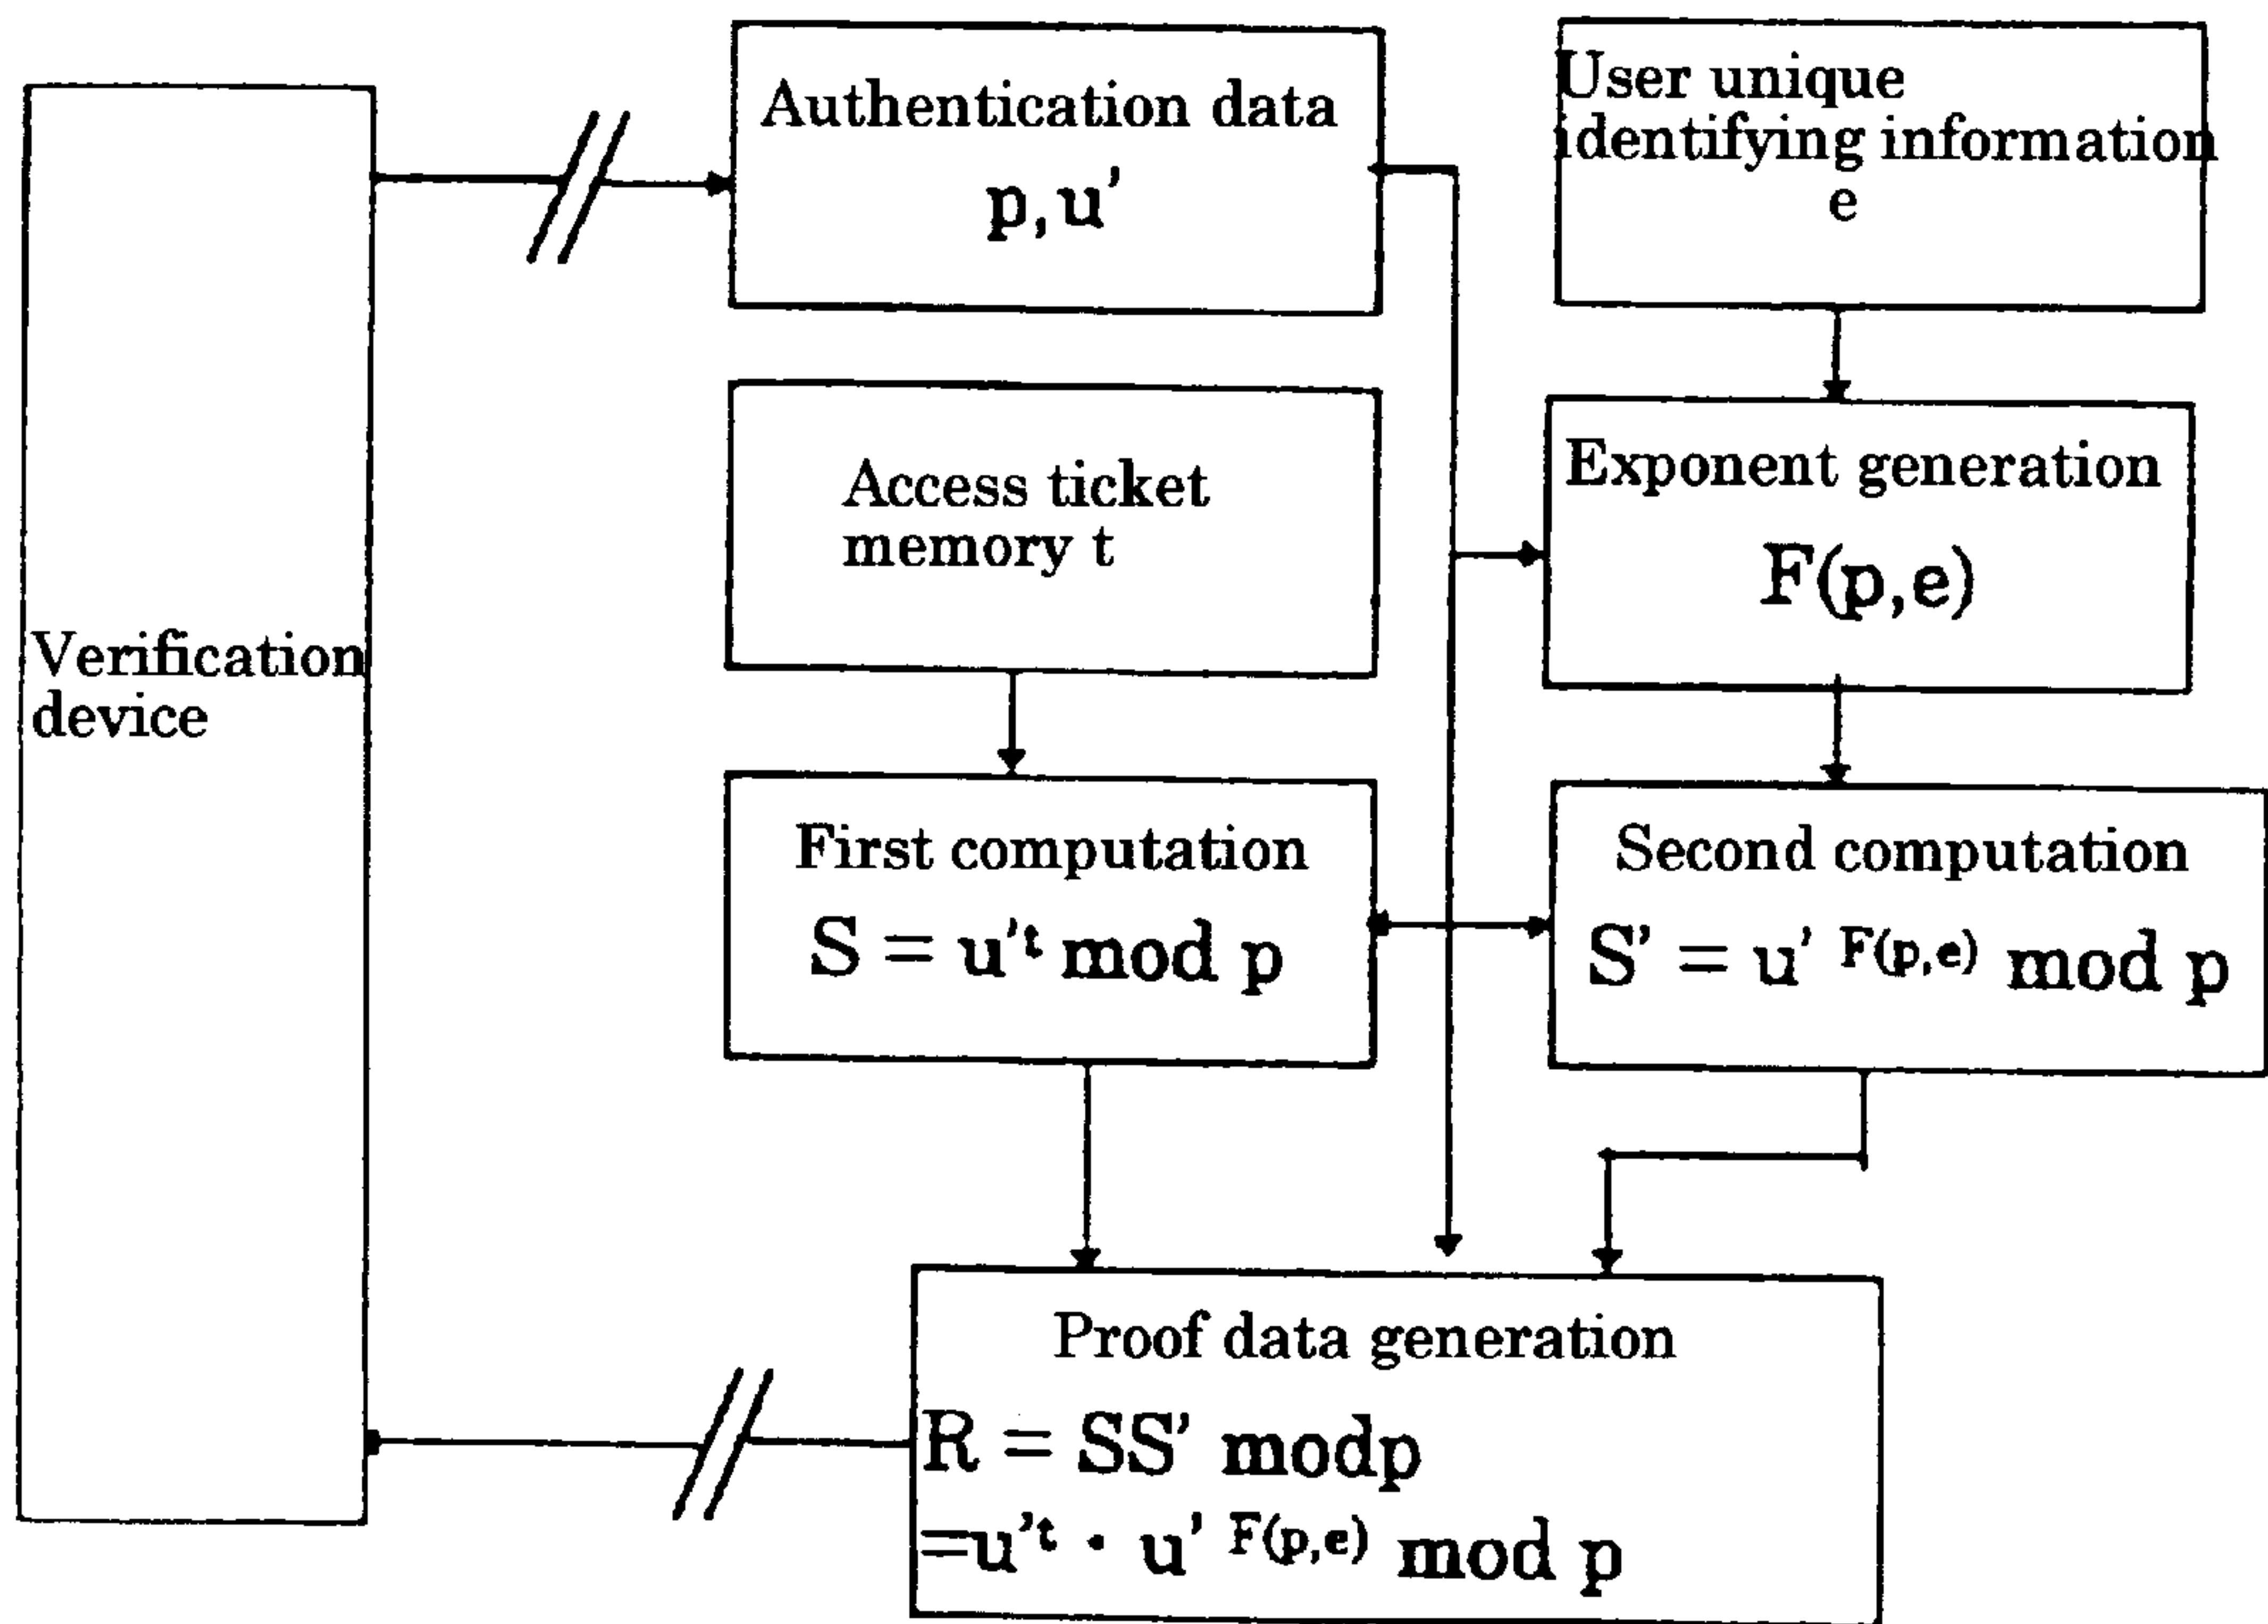 Authentication data
p,u'
User unique
identifying information
e
Access ticket
memory t
Exponent generation
F(p,e)
Verification
device
First computation
S = u'ᵗ mod p
Second computation
S' = u' F(p,e) mod p
Proof data generation
R = SS' modp
=u'ᵗ · u' F(p,e) mod p